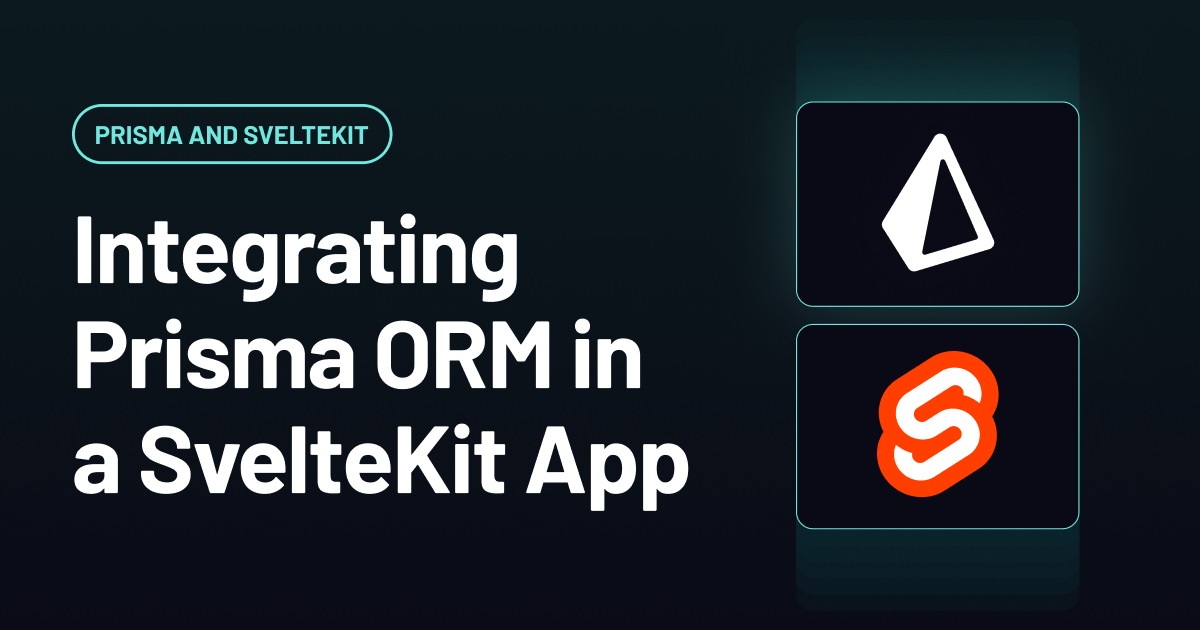 PRISMA AND SVELTEKIT
Integrating
Prisma ORM in
a SvelteKit App